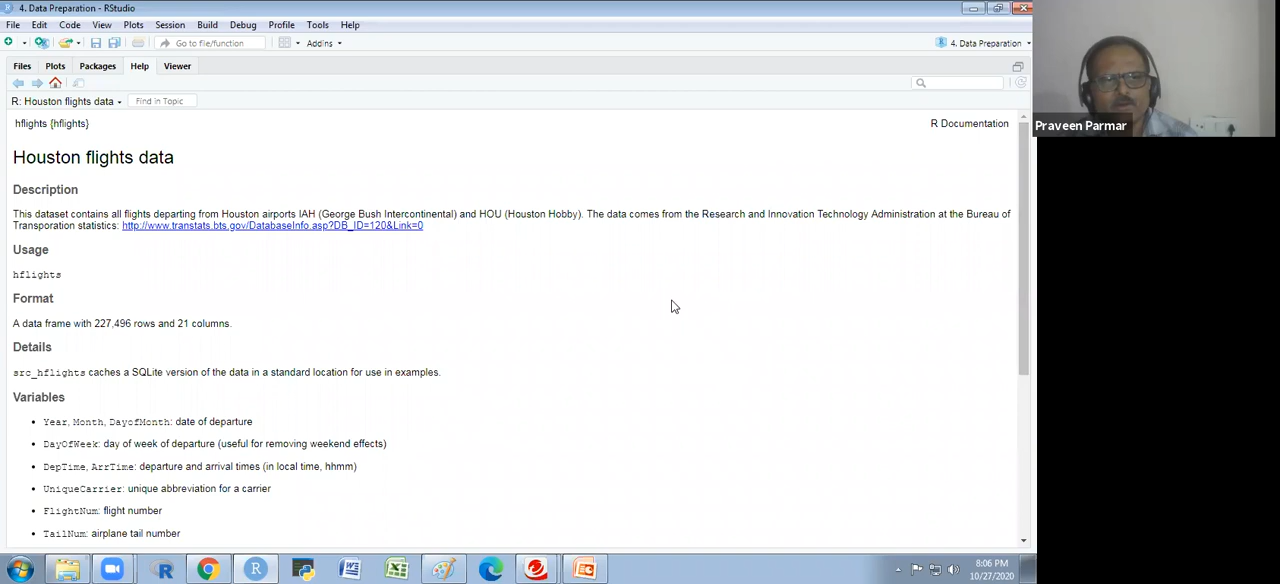 4. Data Preparation - RStudio
File Edit Code View Plots Session Build Debug Profile Tools Help
Go to file/function Addins 4. Data Preparation
Files Plots Packages Help Viewer
R: Houston flights data Find in Topic
hflights {hflights} R Documentation
Houston flights data
Description
This dataset contains all flights departing from Houston airports IAH (George Bush Intercontinental) and HOU (Houston Hobby). The data comes from the Research and Innovation Technology Administration at the Bureau of
Transporation statistics: http://www.transtats.bts.gov/DatabaseInfo.asp?DB_ID=120&Link=0
Usage
hflights
Format
A data frame with 227,496 rows and 21 columns.
Details
src_hflights caches a SQLite version of the data in a standard location for use in examples.
Variables
• Year, Month, DayofMonth: date of departure
• DayOfWeek: day of week of departure (useful for removing weekend effects)
• DepTime, ArrTime: departure and arrival times (in local time, hhmm)
• UniqueCarrier: unique abbreviation for a carrier
• FlightNum: flight number
• TailNum: airplane tail number
Praveen Parmar
8:06 PM
10/27/2020